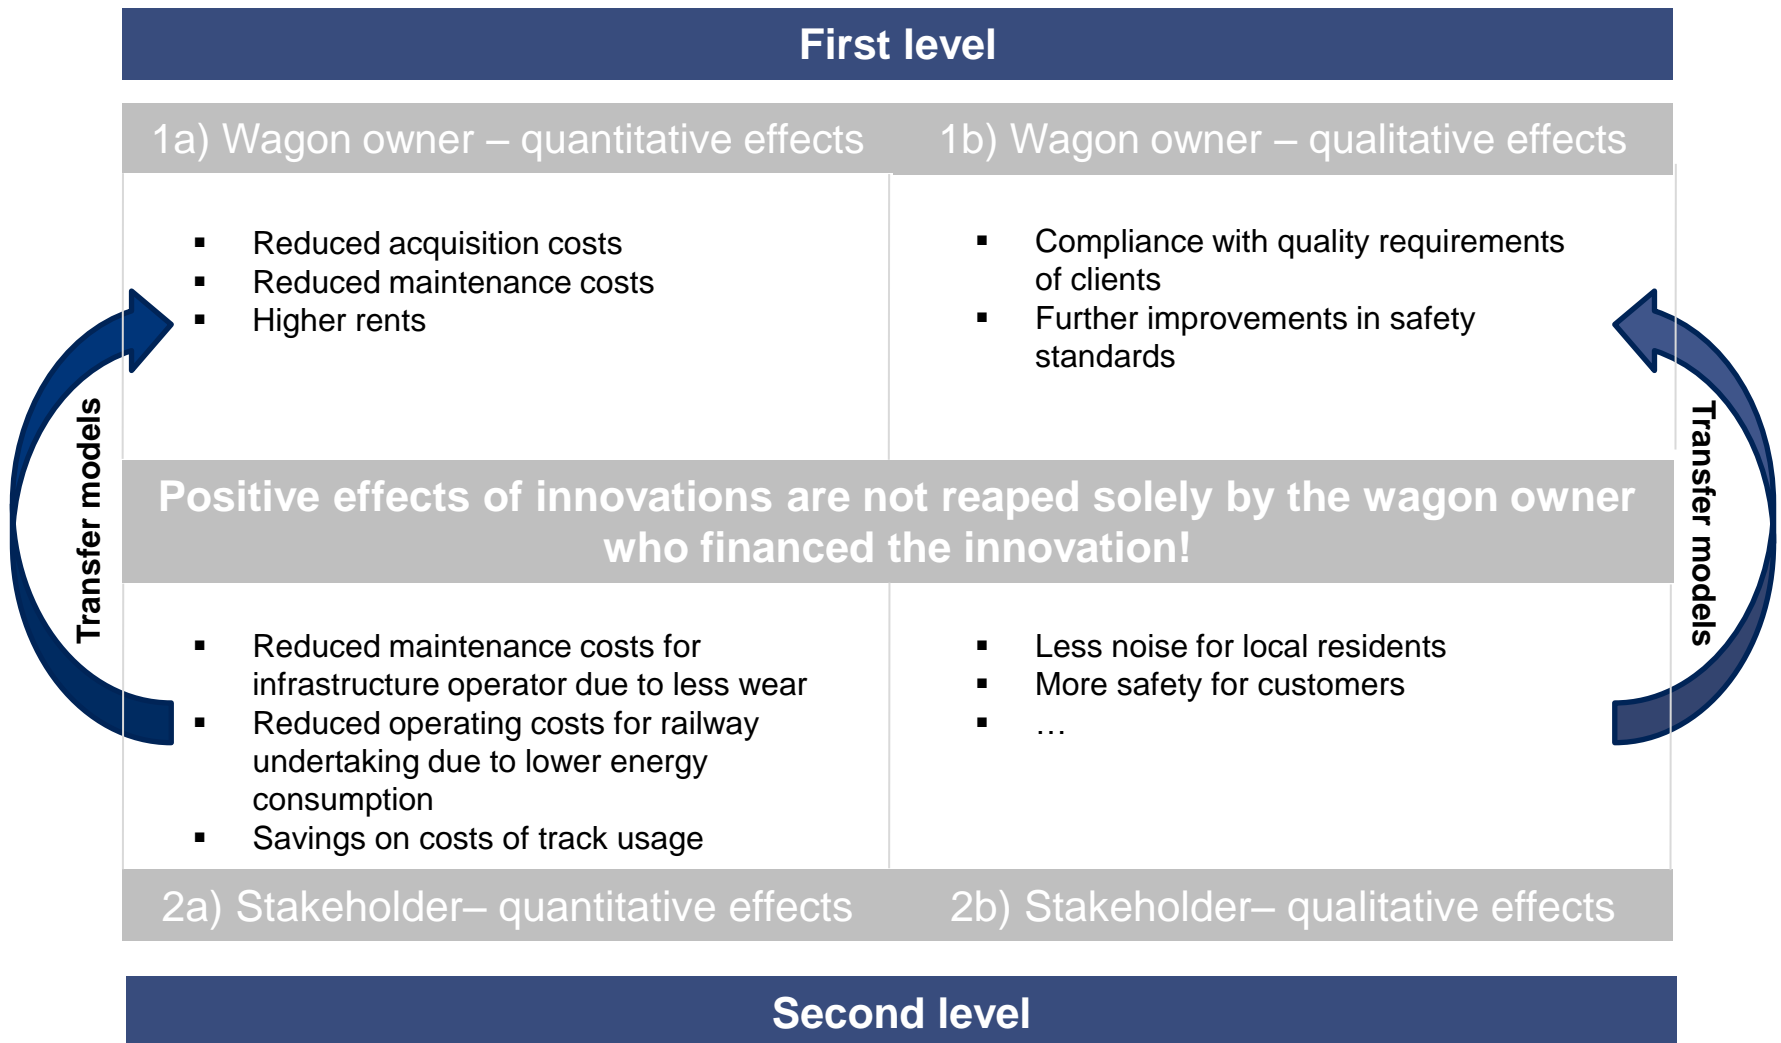 First level
1a) Wagon owner – quantitative effects
1b) Wagon owner – qualitative effects
▪ Reduced acquisition costs
▪ Reduced maintenance costs
▪ Higher rents
▪ Compliance with quality requirements
of clients
▪ Further improvements in safety
standards
Transfer models
Transfer models
Positive effects of innovations are not reaped solely by the wagon owner
who financed the innovation!
▪ Reduced maintenance costs for
infrastructure operator due to less wear
▪ Reduced operating costs for railway
undertaking due to lower energy
consumption
▪ Savings on costs of track usage
▪ Less noise for local residents
▪ More safety for customers
▪ …
2a) Stakeholder– quantitative effects
2b) Stakeholder– qualitative effects
Second level